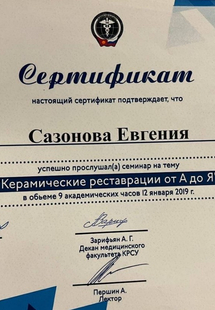 Сертификат
настоящий сертификат подтверждает, что
Сазонова Евгения
успешно прослушал(а) семинар на тему
Керамические реставрации от А до Я"
в объеме 9 академических часов 12 января 2019 г.
Зарифьян А. Г.
Декан медицинского
факультета КРСУ
Першин А.
Лектор